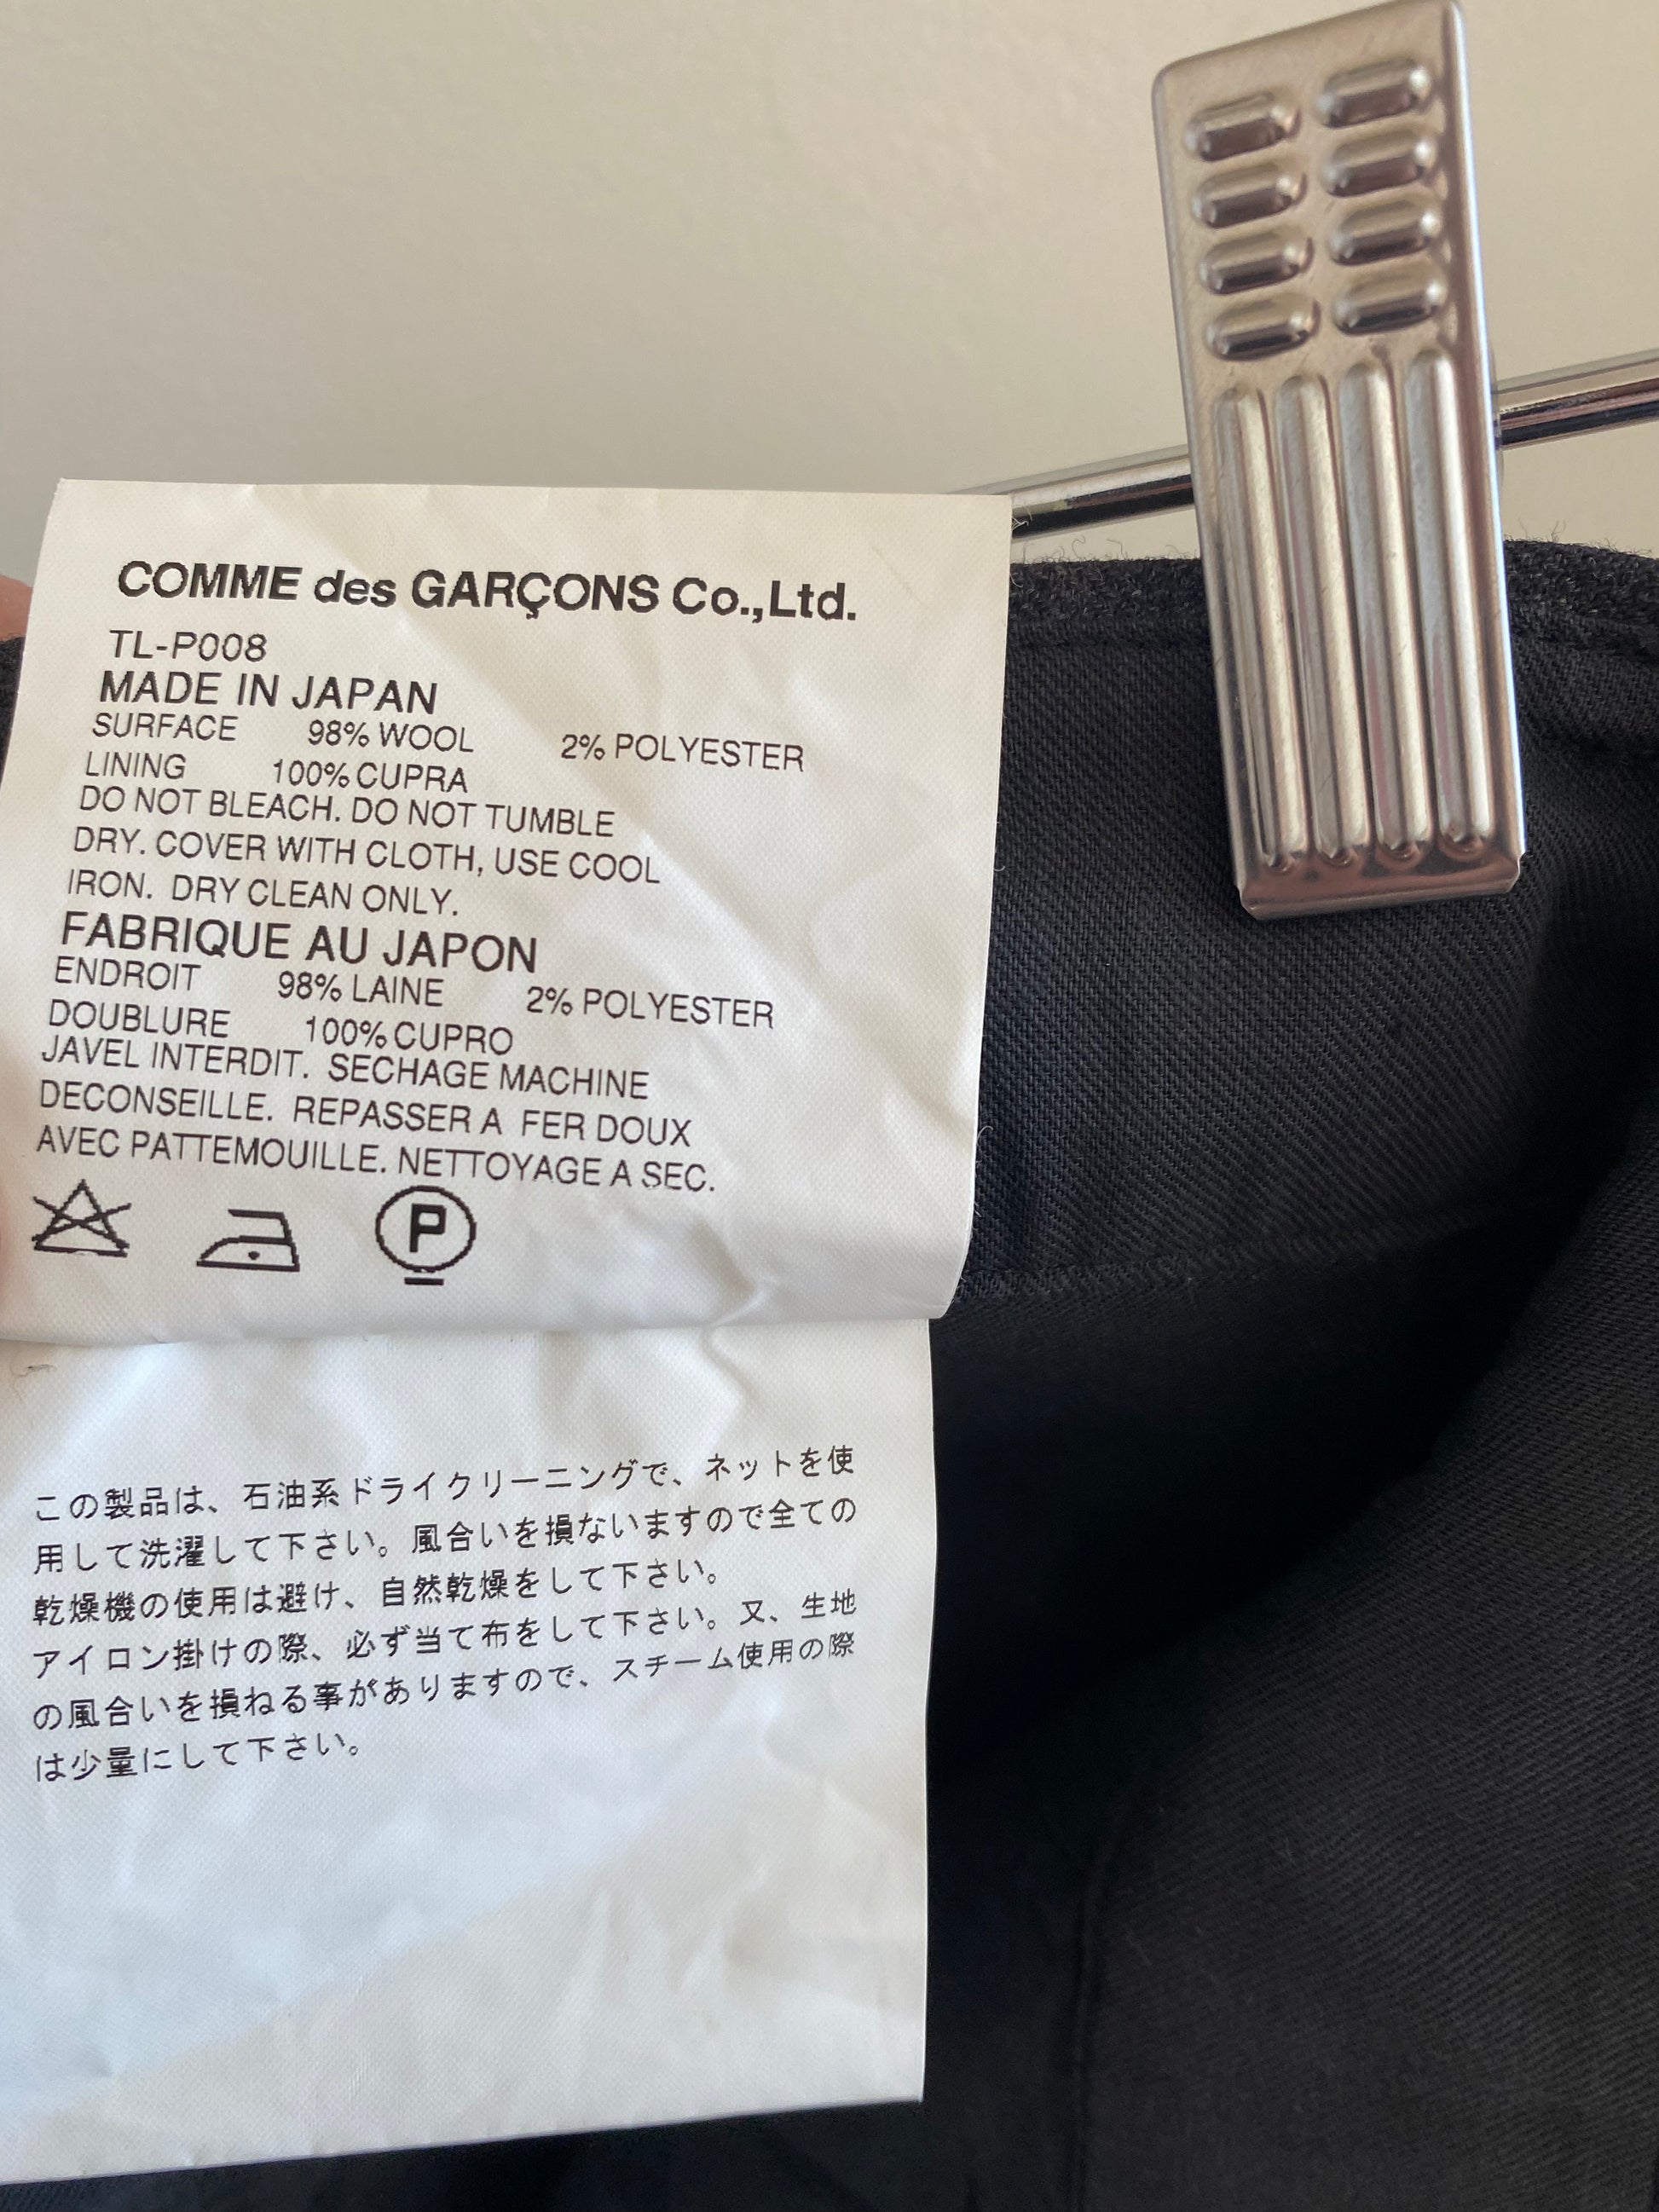 COMME des GARÇONS Co.,Ltd.
TL-P008
MADE IN JAPAN
SURFACE 98% WOOL 2% POLYESTER
LINING 100% CUPRA
DO NOT BLEACH. DO NOT TUMBLE
DRY. COVER WITH CLOTH, USE COOL
IRON. DRY CLEAN ONLY.
FABRIQUE AU JAPON
ENDROIT 98% LAINE 2% POLYESTER
DOUBLURE 100% CUPRO
JAVEL INTERDIT. SECHAGE MACHINE
DECONSEILLE. REPASSER A FER DOUX
AVEC PATTEMOUILLE. NETTOYAGE A SEC.
P
この製品は、石油系ドライクリーニングで、ネットを使
用して洗濯して下さい。風合いを損ないますので全ての
乾燥機の使用は避け、自然乾燥をして下さい。
アイロン掛けの際、必ず当て布をして下さい。又、生地
の風合いを損ねる事がありますので、スチーム使用の際
は少量にして下さい。